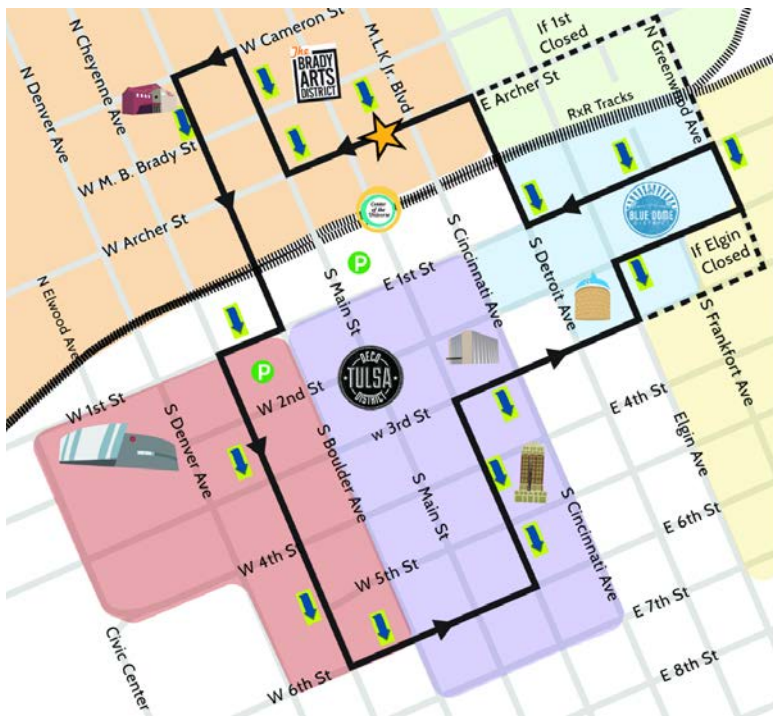 W Cameron St
N Cheyenne Ave
N Denver Ave
M.L.K Jr. Blvd
If 1st
Closed
N Greenwood Ave
The
BRADY
ARTS
DISTRICT
E Archer St
RxR Tracks
W M. B. Brady St
W Archer St
Center
of the
Universe
BLUE DOME
DISTRICT
N Elwood Ave
P
S Main St
E 1st St
S Cincinnati Ave
S Detroit Ave
If Elgin
Closed
S Frankfort Ave
W 1st St
P
W 2nd St
DECO
TULSA
DISTRICT
w 3rd St
E 4th St
S Denver Ave
S Boulder Ave
S Main St
Elgin Ave
S Cincinnati Ave
E 6th St
W 4th St
W 5th St
E 7th St
Civic Center
W 6th St
E 8th St